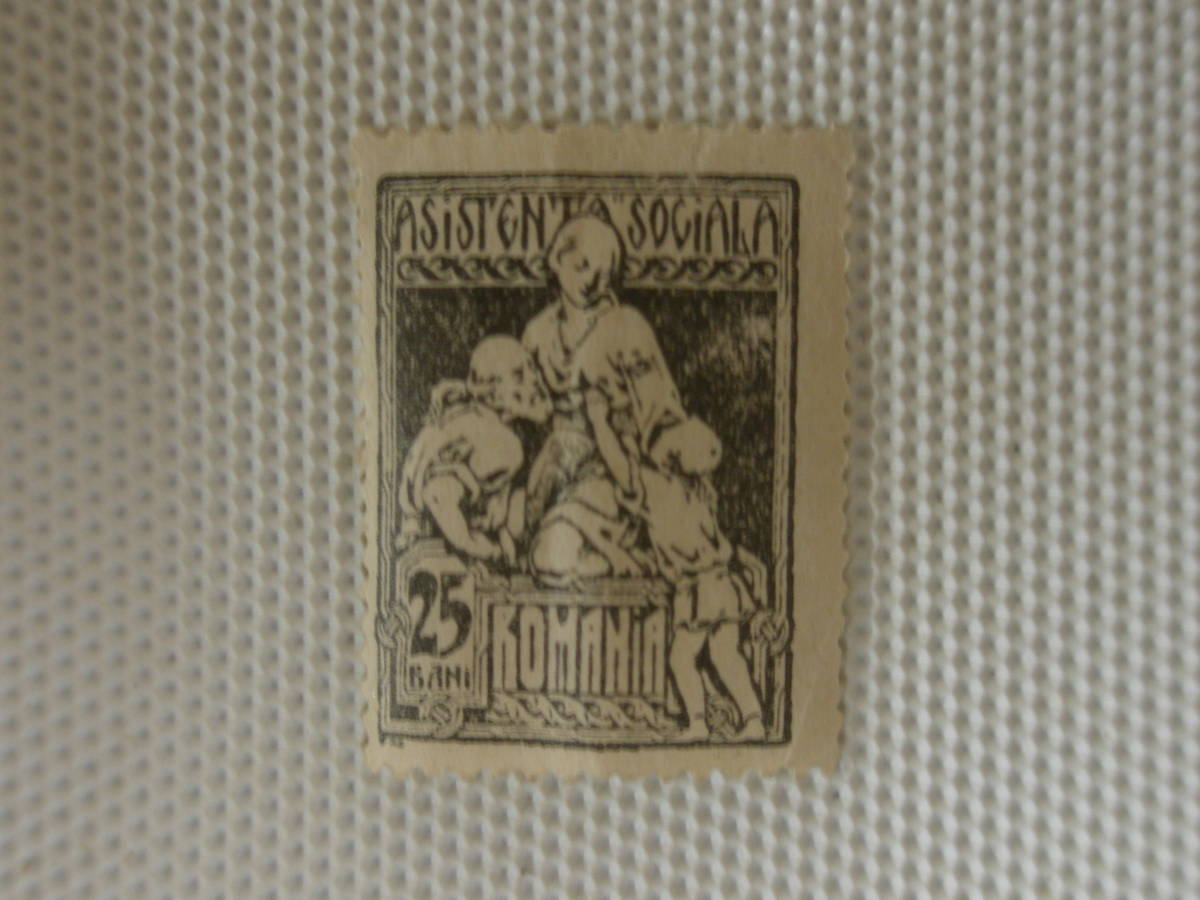 ASISTENTA SOCIALA
25
BANI
ROMANIA